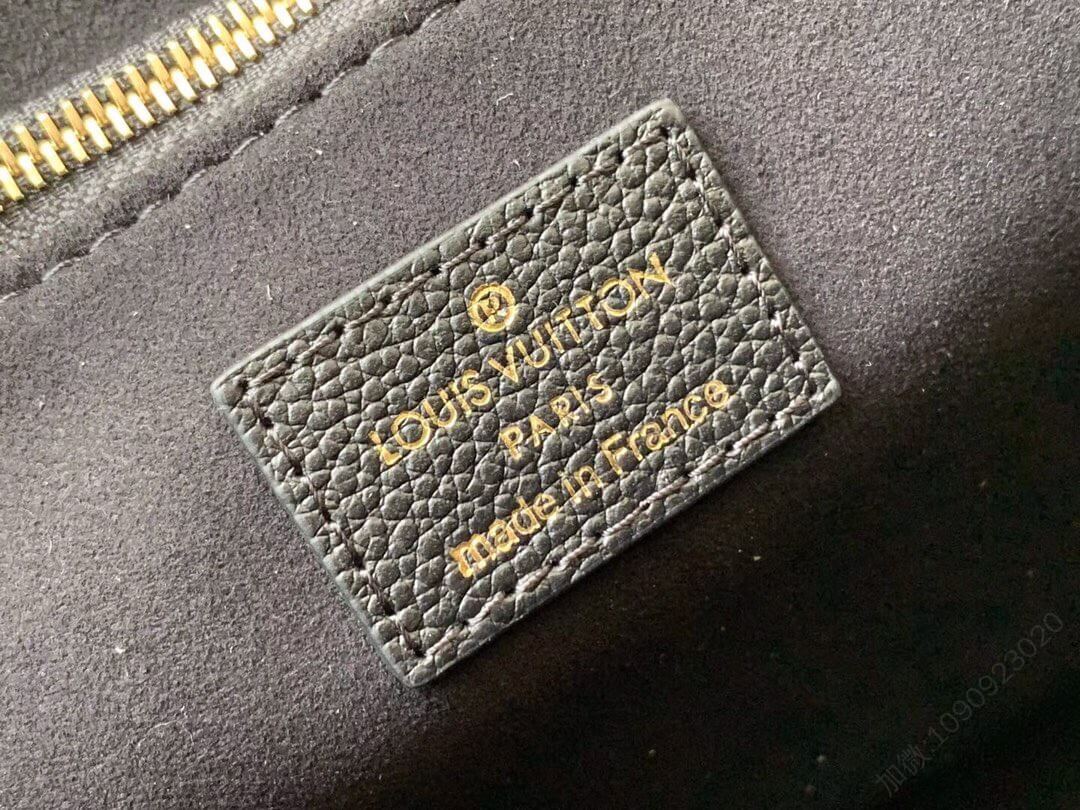 ®
LOUIS VUITTON
PARIS
made in France
加微:1090923020